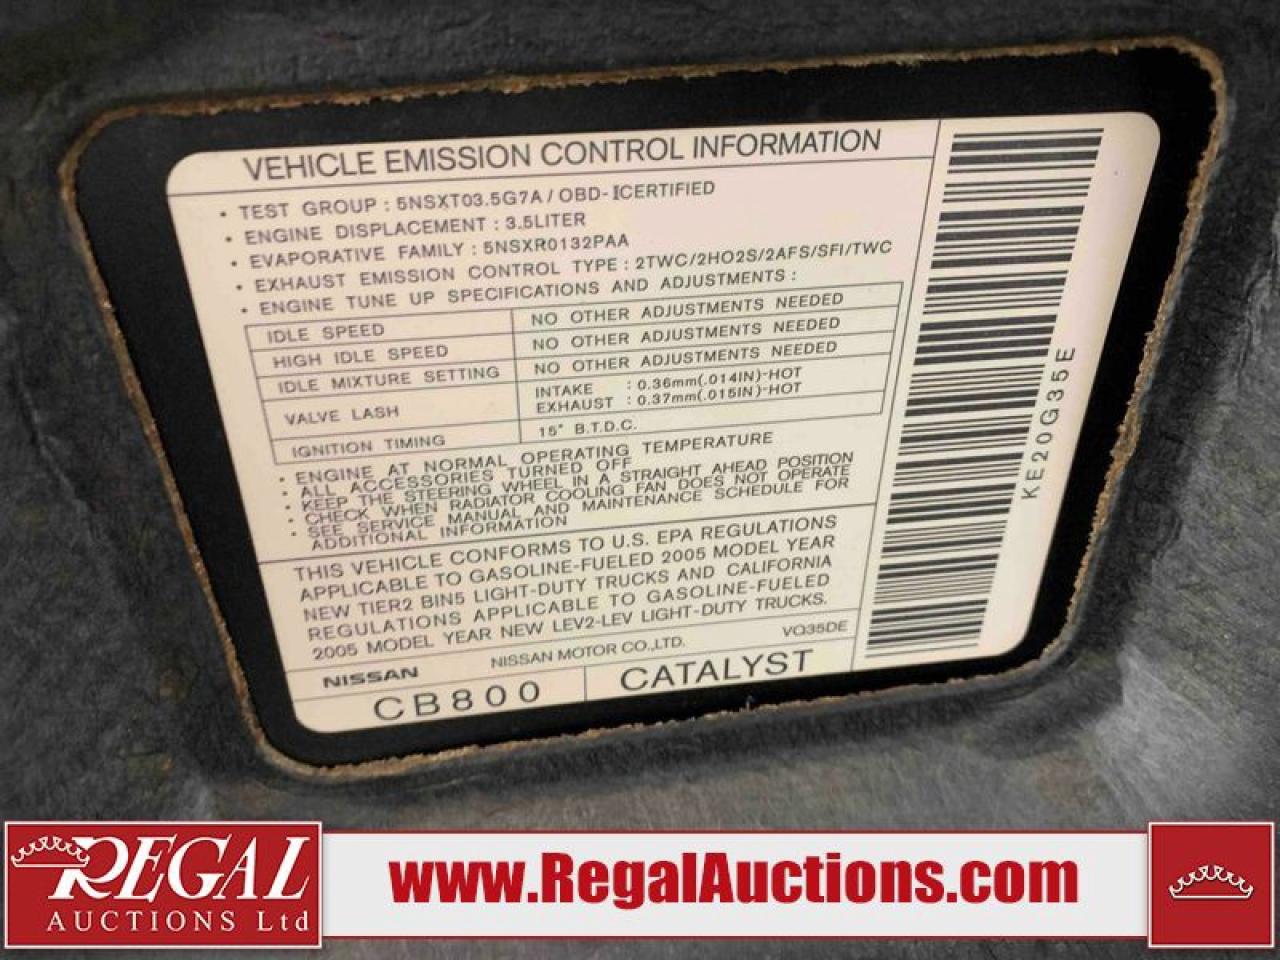 VEHICLE EMISSION CONTROL INFORMATION
• TEST GROUP : 5NSXT03.5G7A / OBD-ⅡCERTIFIED
• ENGINE DISPLACEMENT : 3.5LITER
• EVAPORATIVE FAMILY : 5NSXR0132PAA
• EXHAUST EMISSION CONTROL TYPE : 2TWC/2HO2S/2AFS/SFI/TWC
• ENGINE TUNE UP SPECIFICATIONS AND ADJUSTMENTS :
IDLE SPEED NO OTHER ADJUSTMENTS NEEDED
HIGH IDLE SPEED NO OTHER ADJUSTMENTS NEEDED
IDLE MIXTURE SETTING NO OTHER ADJUSTMENTS NEEDED
VALVE LASH INTAKE : 0.36mm(.014IN)-HOT
EXHAUST : 0.37mm(.015IN)-HOT
IGNITION TIMING 15° B.T.D.C.
• ENGINE AT NORMAL OPERATING TEMPERATURE
• ALL ACCESSORIES TURNED OFF
• KEEP THE STEERING WHEEL IN A STRAIGHT AHEAD POSITION
• CHECK WHEN RADIATOR COOLING FAN DOES NOT OPERATE
• SEE SERVICE MANUAL AND MAINTENANCE SCHEDULE FOR
ADDITIONAL INFORMATION
THIS VEHICLE CONFORMS TO U.S. EPA REGULATIONS
APPLICABLE TO GASOLINE-FUELED 2005 MODEL YEAR
NEW TIER2 BIN5 LIGHT-DUTY TRUCKS AND CALIFORNIA
REGULATIONS APPLICABLE TO GASOLINE-FUELED
2005 MODEL YEAR NEW LEV2-LEV LIGHT-DUTY TRUCKS.
NISSAN NISSAN MOTOR CO.,LTD. VQ35DE
CB800 CATALYST
KE20G35E
REGAL
AUCTIONS Ltd
www.RegalAuctions.com